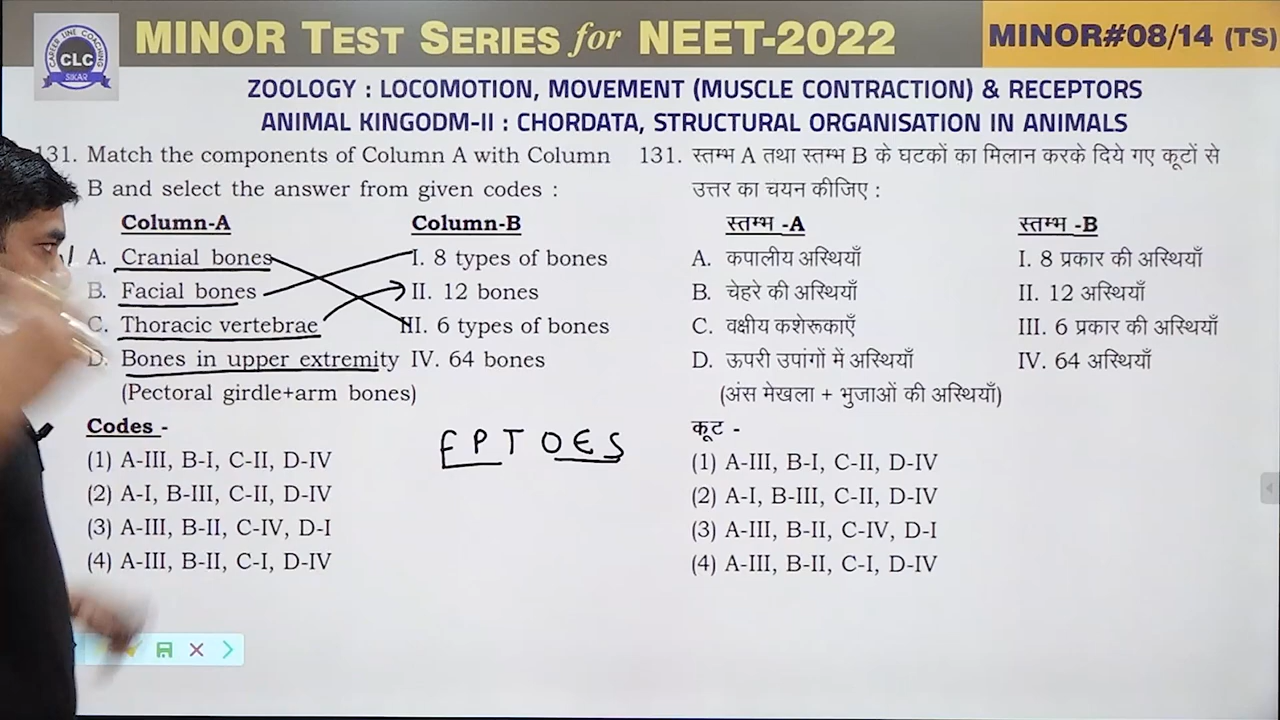 CAREER LINE COACHING
CLC
SIKAR
MINOR TEST SERIES for NEET-2022
MINOR#08/14 (TS)
ZOOLOGY : LOCOMOTION, MOVEMENT (MUSCLE CONTRACTION) & RECEPTORS
ANIMAL KINGODM-II : CHORDATA, STRUCTURAL ORGANISATION IN ANIMALS
131. Match the components of Column A with Column
B and select the answer from given codes :
Column-A Column-B
A. Cranial bones I. 8 types of bones
B. Facial bones II. 12 bones
C. Thoracic vertebrae III. 6 types of bones
D. Bones in upper extremity IV. 64 bones
(Pectoral girdle+arm bones)
Codes -
(1) A-III, B-I, C-II, D-IV
(2) A-I, B-III, C-II, D-IV
(3) A-III, B-II, C-IV, D-I
(4) A-III, B-II, C-I, D-IV
F P T O E S
131. स्तम्भ A तथा स्तम्भ B के घटकों का मिलान करके दिये गए कूटों से
उत्तर का चयन कीजिए :
स्तम्भ -A स्तम्भ -B
A. कपालीय अस्थियाँ I. 8 प्रकार की अस्थियाँ
B. चेहरे की अस्थियाँ II. 12 अस्थियाँ
C. वक्षीय कशेरूकाएँ III. 6 प्रकार की अस्थियाँ
D. ऊपरी उपांगों में अस्थियाँ IV. 64 अस्थियाँ
(अंस मेखला + भुजाओं की अस्थियाँ)
कूट -
(1) A-III, B-I, C-II, D-IV
(2) A-I, B-III, C-II, D-IV
(3) A-III, B-II, C-IV, D-I
(4) A-III, B-II, C-I, D-IV